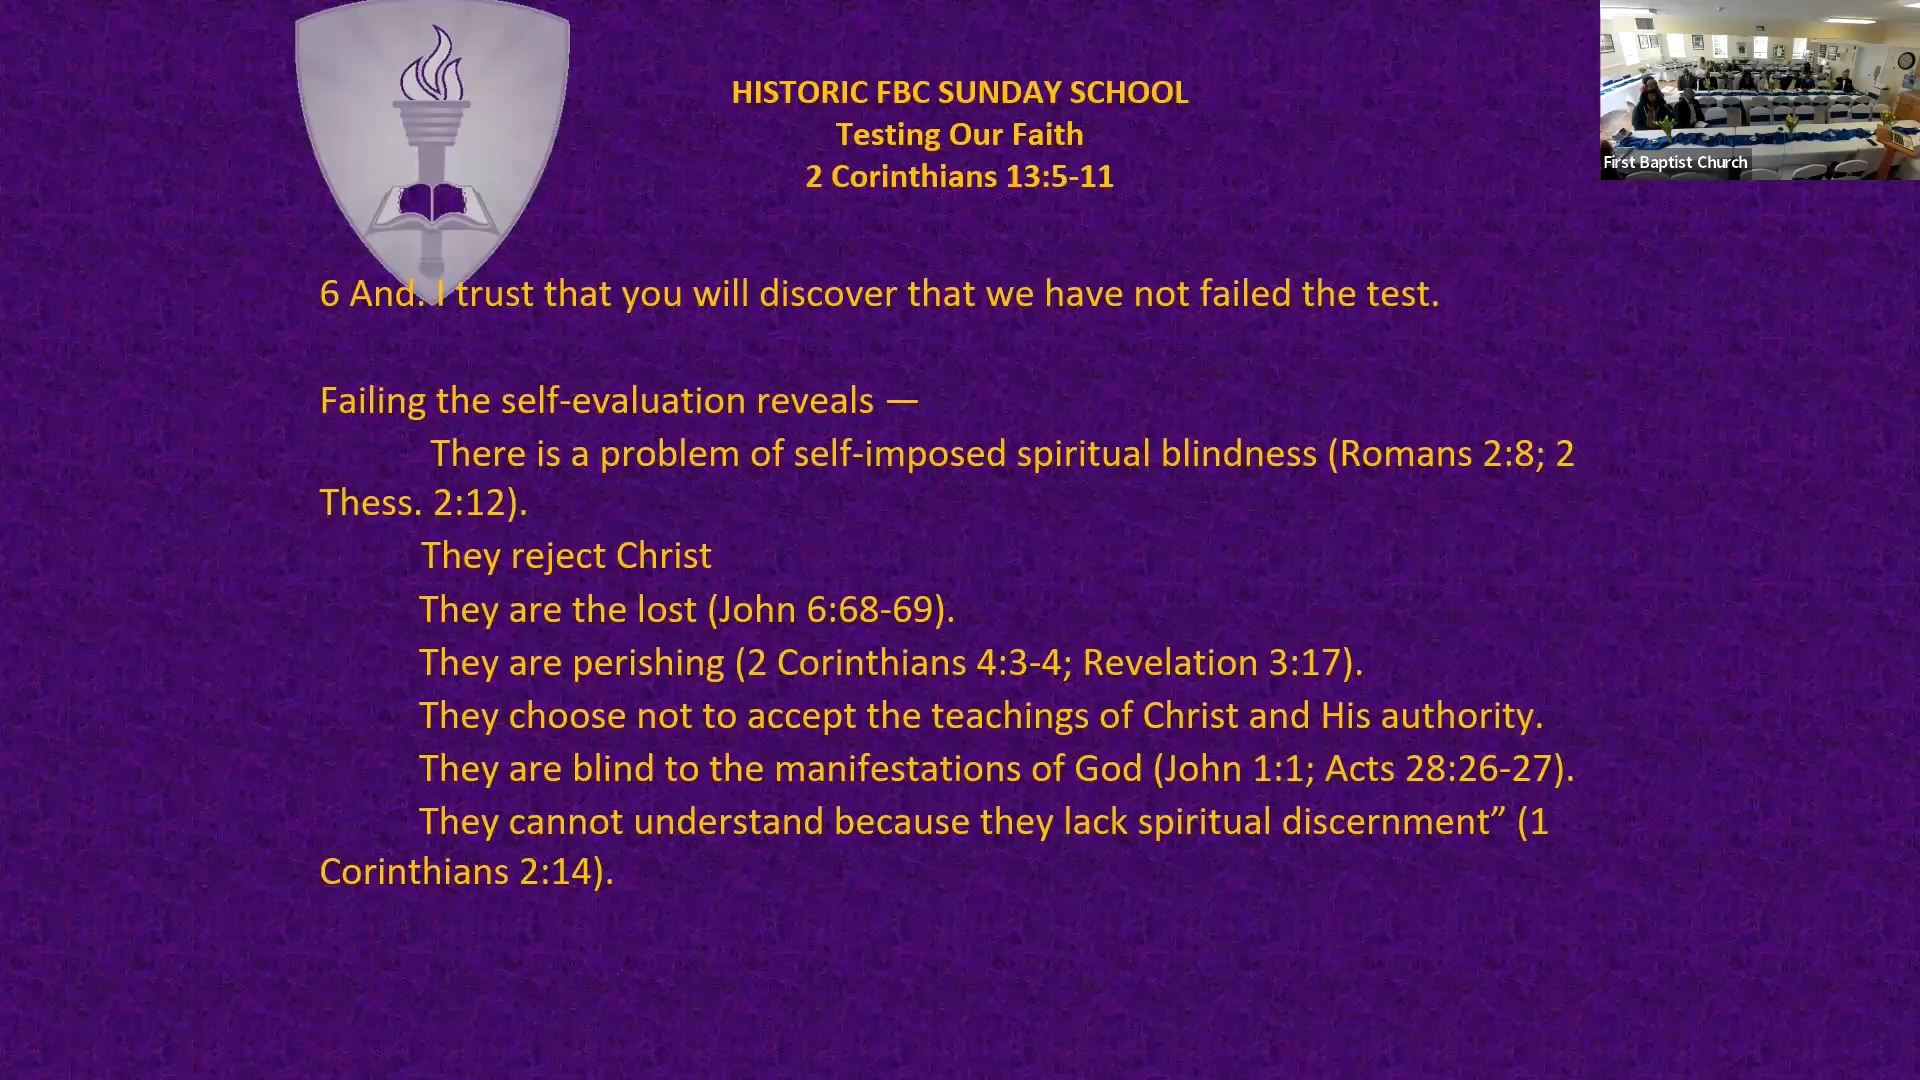 HISTORIC FBC SUNDAY SCHOOL
Testing Our Faith
2 Corinthians 13:5-11
First Baptist Church
6 And. I trust that you will discover that we have not failed the test.
Failing the self-evaluation reveals —
There is a problem of self-imposed spiritual blindness (Romans 2:8; 2
Thess. 2:12).
They reject Christ
They are the lost (John 6:68-69).
They are perishing (2 Corinthians 4:3-4; Revelation 3:17).
They choose not to accept the teachings of Christ and His authority.
They are blind to the manifestations of God (John 1:1; Acts 28:26-27).
They cannot understand because they lack spiritual discernment” (1
Corinthians 2:14).